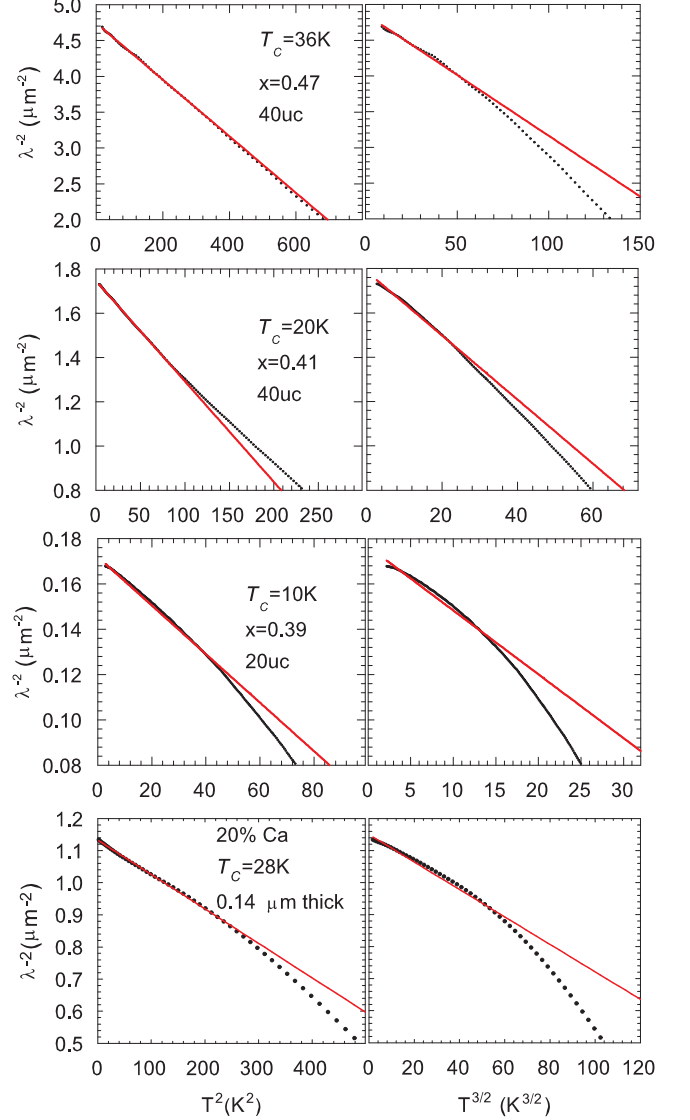 5.0
4.5
4.0
3.5
3.0
2.5
2.0
λ-2 (μm-2)
TC=36K
x=0.47
40uc
0 200 400 600
0 50 100 150
1.8
1.6
1.4
1.2
1.0
0.8
λ-2 (μm-2)
TC=20K
x=0.41
40uc
0 50 100 150 200 250
0 20 40 60
0.18
0.16
0.14
0.12
0.10
0.08
λ-2 (μm-2)
TC=10K
x=0.39
20uc
0 20 40 60 80
0 5 10 15 20 25 30
1.2
1.1
1.0
0.9
0.8
0.7
0.6
0.5
λ-2(μm-2)
20% Ca
TC=28K
0.14 μm thick
0 100 200 300 400
0 20 40 60 80 100 120
T2(K2)
T3/2 (K3/2)